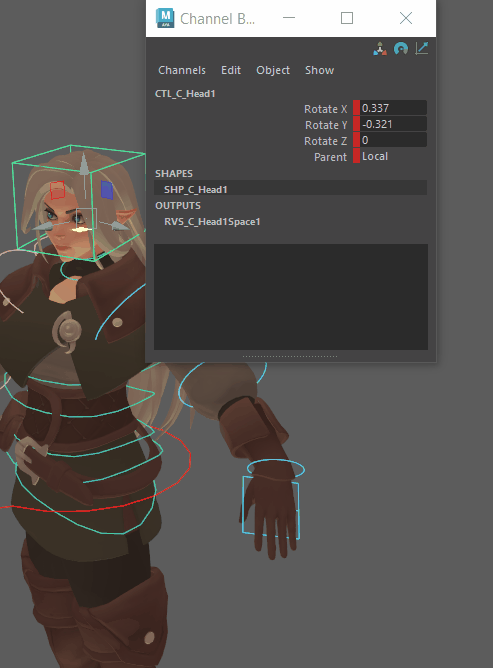 M
Channel B...
Channels Edit Object Show
CTL_C_Head1
Rotate X 0.337
Rotate Y -0.321
Rotate Z 0
Parent Local
SHAPES
SHP_C_Head1
OUTPUTS
RVS_C_Head1Space1